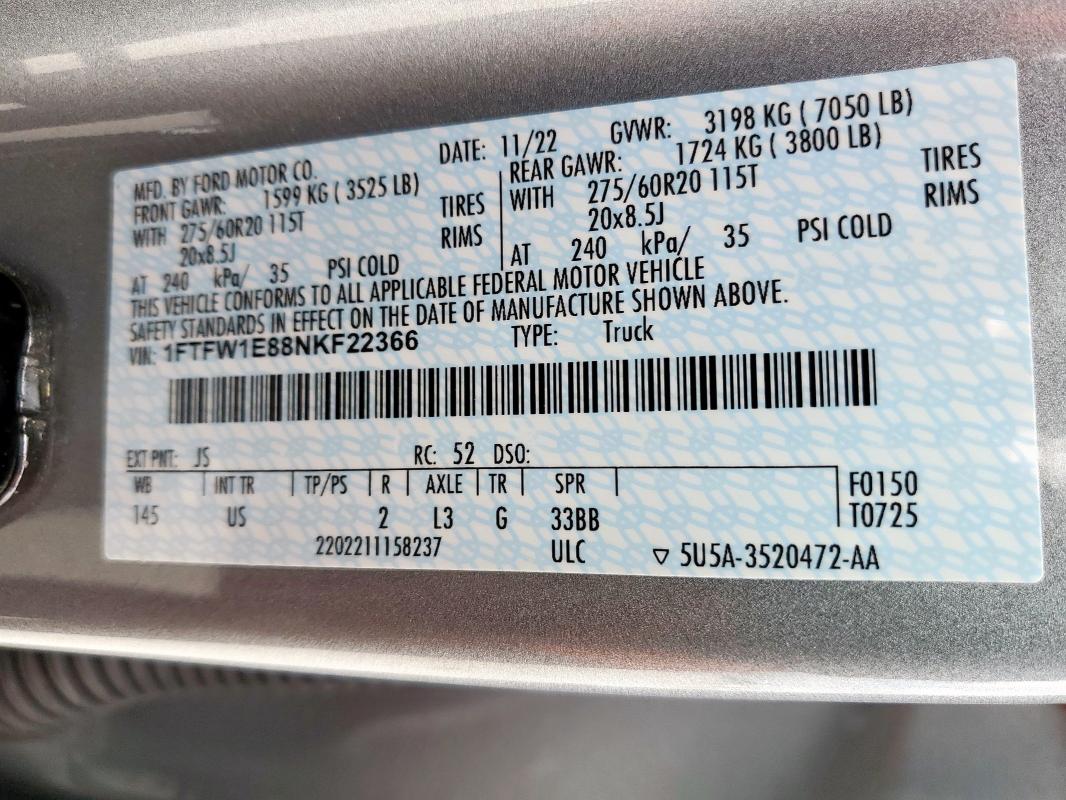 MFD. BY FORD MOTOR CO. DATE: 11/22 GVWR: 3198 KG ( 7050 LB)
FRONT GAWR: 1599 KG ( 3525 LB) REAR GAWR: 1724 KG ( 3800 LB)
WITH 275/60R20 115T TIRES WITH 275/60R20 115T TIRES
20x8.5J RIMS 20x8.5J RIMS
AT 240 kPa/ 35 PSI COLD AT 240 kPa/ 35 PSI COLD
THIS VEHICLE CONFORMS TO ALL APPLICABLE FEDERAL MOTOR VEHICLE
SAFETY STANDARDS IN EFFECT ON THE DATE OF MANUFACTURE SHOWN ABOVE.
VIN: 1FTFW1E88NKF22366 TYPE: Truck
EXT PNT: JS RC: 52 DSO:
WB INT TR TP/PS R AXLE TR SPR F0150
145 US 2 L3 G 33BB T0725
2202211158237 ULC ▽ 5U5A-3520472-AA